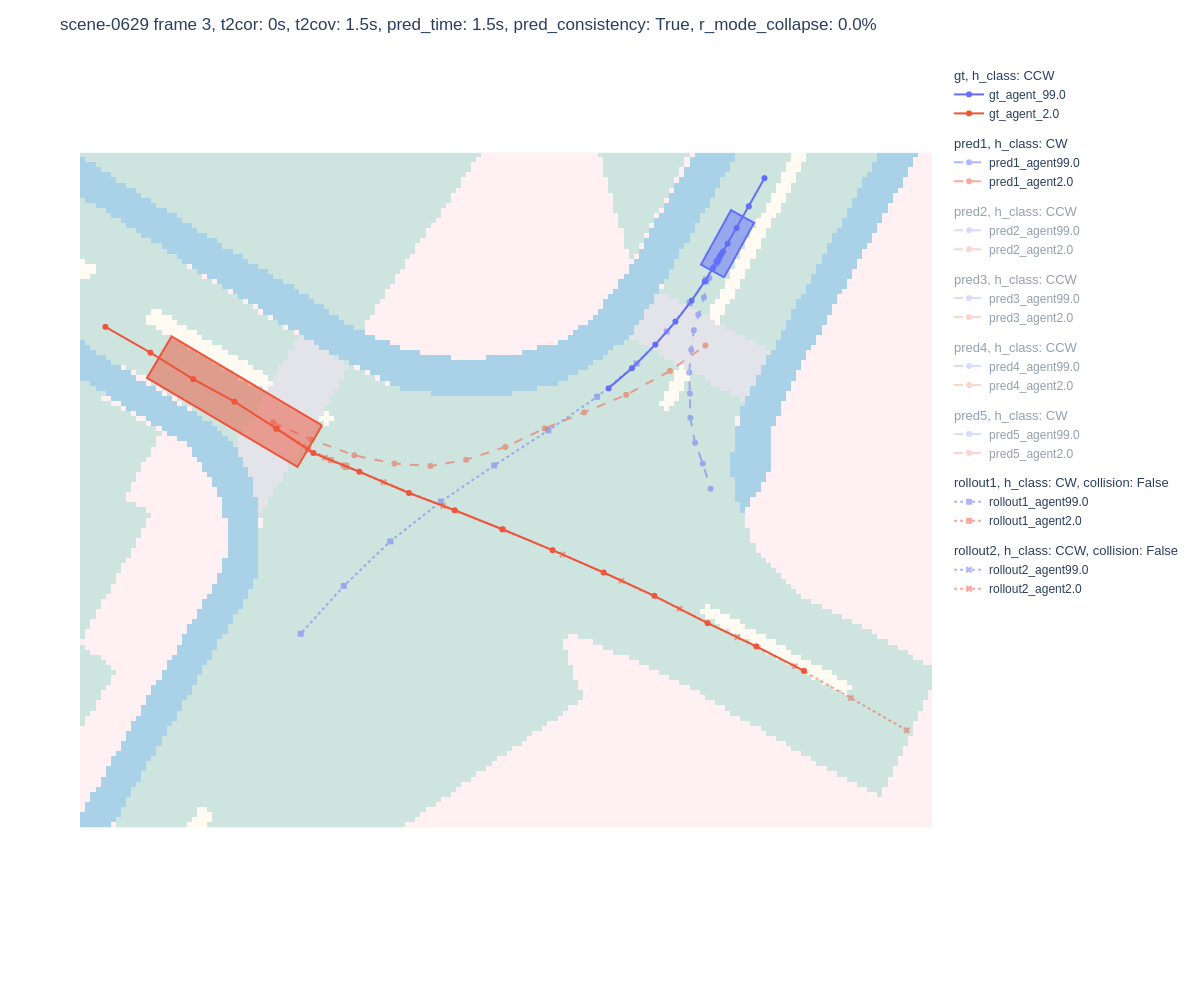 scene-0629 frame 3, t2cor: 0s, t2cov: 1.5s, pred_time: 1.5s, pred_consistency: True, r_mode_collapse: 0.0%
gt, h_class: CCW
gt_agent_99.0
gt_agent_2.0
pred1, h_class: CW
pred1_agent99.0
pred1_agent2.0
pred2, h_class: CCW
pred2_agent99.0
pred2_agent2.0
pred3, h_class: CCW
pred3_agent99.0
pred3_agent2.0
pred4, h_class: CCW
pred4_agent99.0
pred4_agent2.0
pred5, h_class: CW
pred5_agent99.0
pred5_agent2.0
rollout1, h_class: CW, collision: False
rollout1_agent99.0
rollout1_agent2.0
rollout2, h_class: CCW, collision: False
rollout2_agent99.0
rollout2_agent2.0